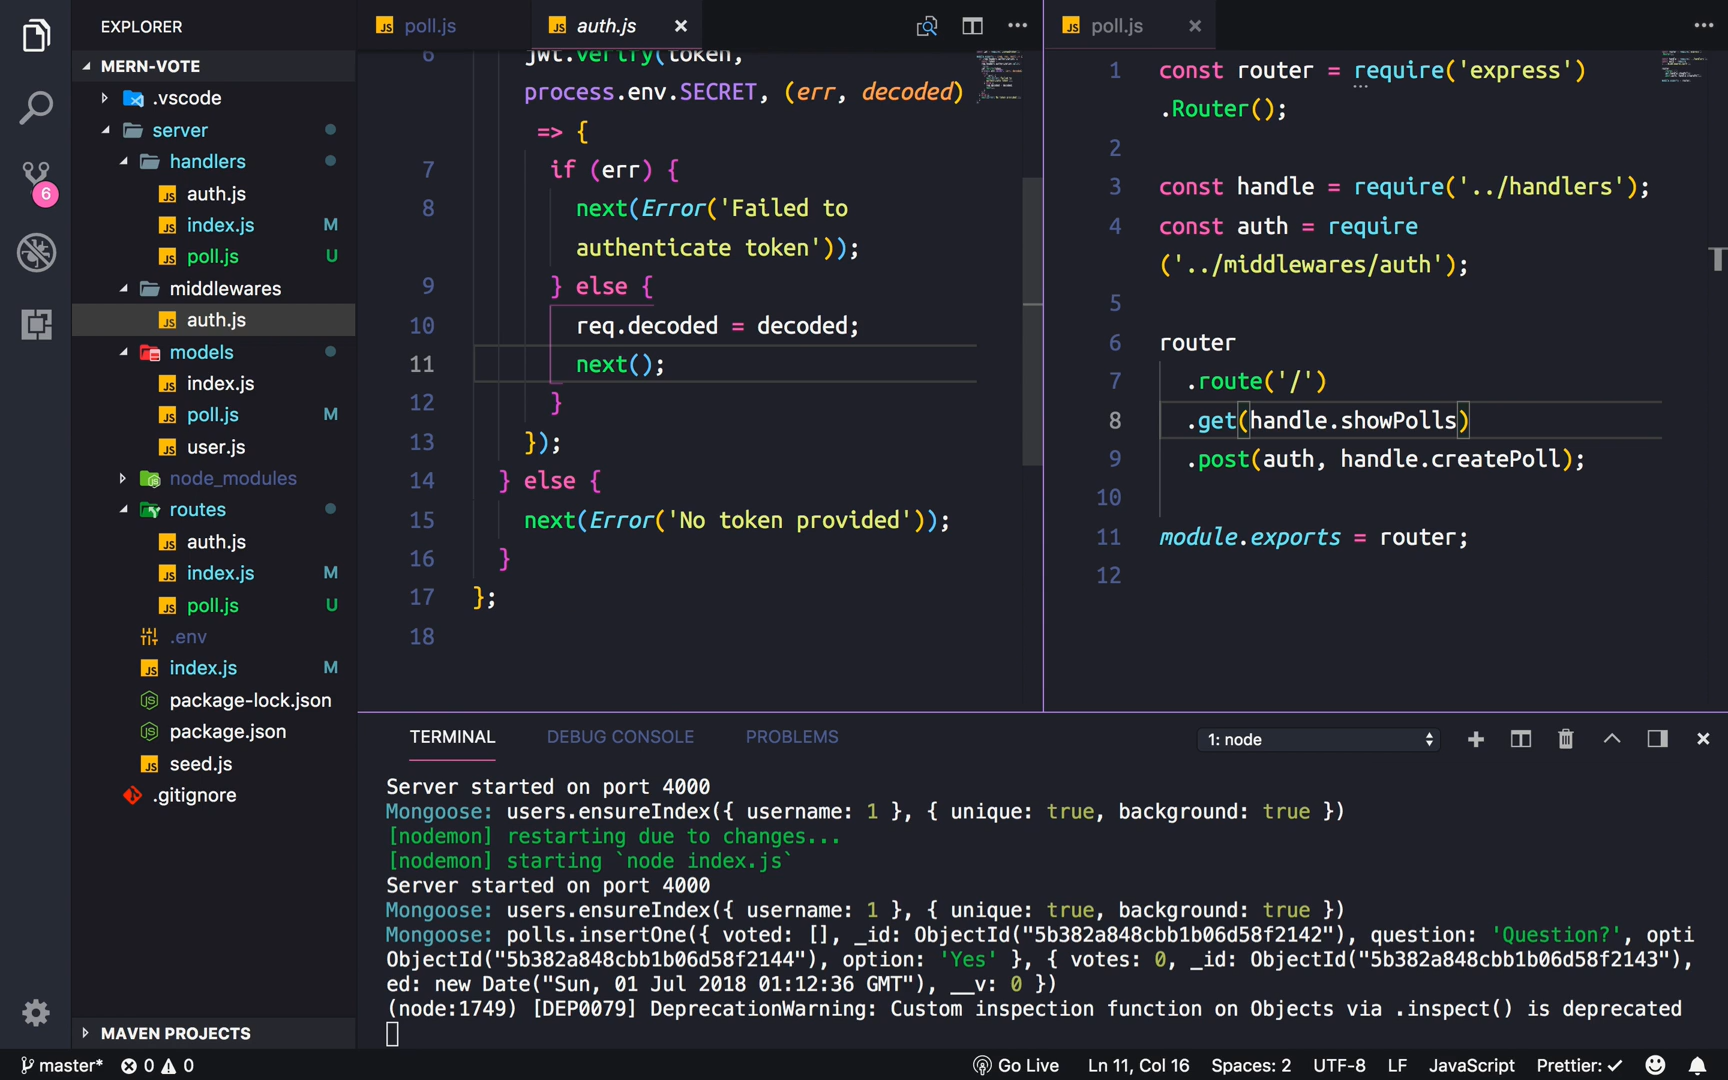 EXPLORER
MERN-VOTE
.vscode
server
handlers
auth.js
index.js M
poll.js U
middlewares
auth.js
models
index.js
poll.js M
user.js
node_modules
routes
auth.js
index.js M
poll.js U
.env
index.js M
package-lock.json
package.json
seed.js
.gitignore
MAVEN PROJECTS
6
poll.js
auth.js
6 jwt.verify(token,
process.env.SECRET, (err, decoded)
=> {
7 if (err) {
8 next(Error('Failed to
authenticate token'));
9 } else {
10 req.decoded = decoded;
11 next();
12 }
13 });
14 } else {
15 next(Error('No token provided'));
16 }
17 };
18
poll.js
1 const router = require('express')
.Router();
2
3 const handle = require('../handlers');
4 const auth = require
('../middlewares/auth');
5
6 router
7 .route('/')
8 .get(handle.showPolls)
9 .post(auth, handle.createPoll);
10
11 module.exports = router;
12
TERMINAL DEBUG CONSOLE PROBLEMS 1: node
Server started on port 4000
Mongoose: users.ensureIndex({ username: 1 }, { unique: true, background: true })
[nodemon] restarting due to changes...
[nodemon] starting `node index.js`
Server started on port 4000
Mongoose: users.ensureIndex({ username: 1 }, { unique: true, background: true })
Mongoose: polls.insertOne({ voted: [], _id: ObjectId("5b382a848cbb1b06d58f2142"), question: 'Question?', opti
ObjectId("5b382a848cbb1b06d58f2144"), option: 'Yes' }, { votes: 0, _id: ObjectId("5b382a848cbb1b06d58f2143"),
ed: new Date("Sun, 01 Jul 2018 01:12:36 GMT"), __v: 0 })
(node:1749) [DEP0079] DeprecationWarning: Custom inspection function on Objects via .inspect() is deprecated
master* 0 0 Go Live Ln 11, Col 16 Spaces: 2 UTF-8 LF JavaScript Prettier: ✓